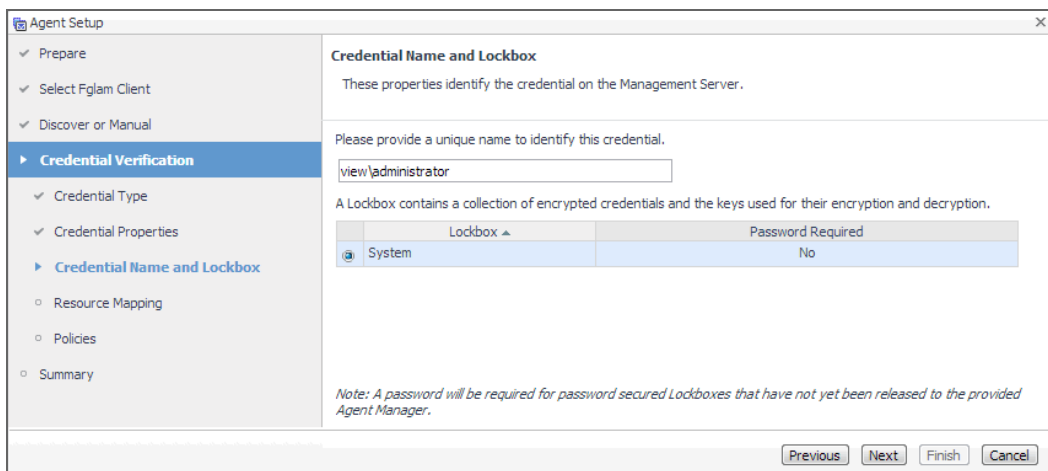 Agent Setup
Prepare
Select Fglam Client
Discover or Manual
Credential Verification
Credential Type
Credential Properties
Credential Name and Lockbox
Resource Mapping
Policies
Summary
Credential Name and Lockbox
These properties identify the credential on the Management Server.
Please provide a unique name to identify this credential.
view\administrator
A Lockbox contains a collection of encrypted credentials and the keys used for their encryption and decryption.
Lockbox Password Required
System No
Note: A password will be required for password secured Lockboxes that have not yet been released to the provided
Agent Manager.
Previous Next Finish Cancel